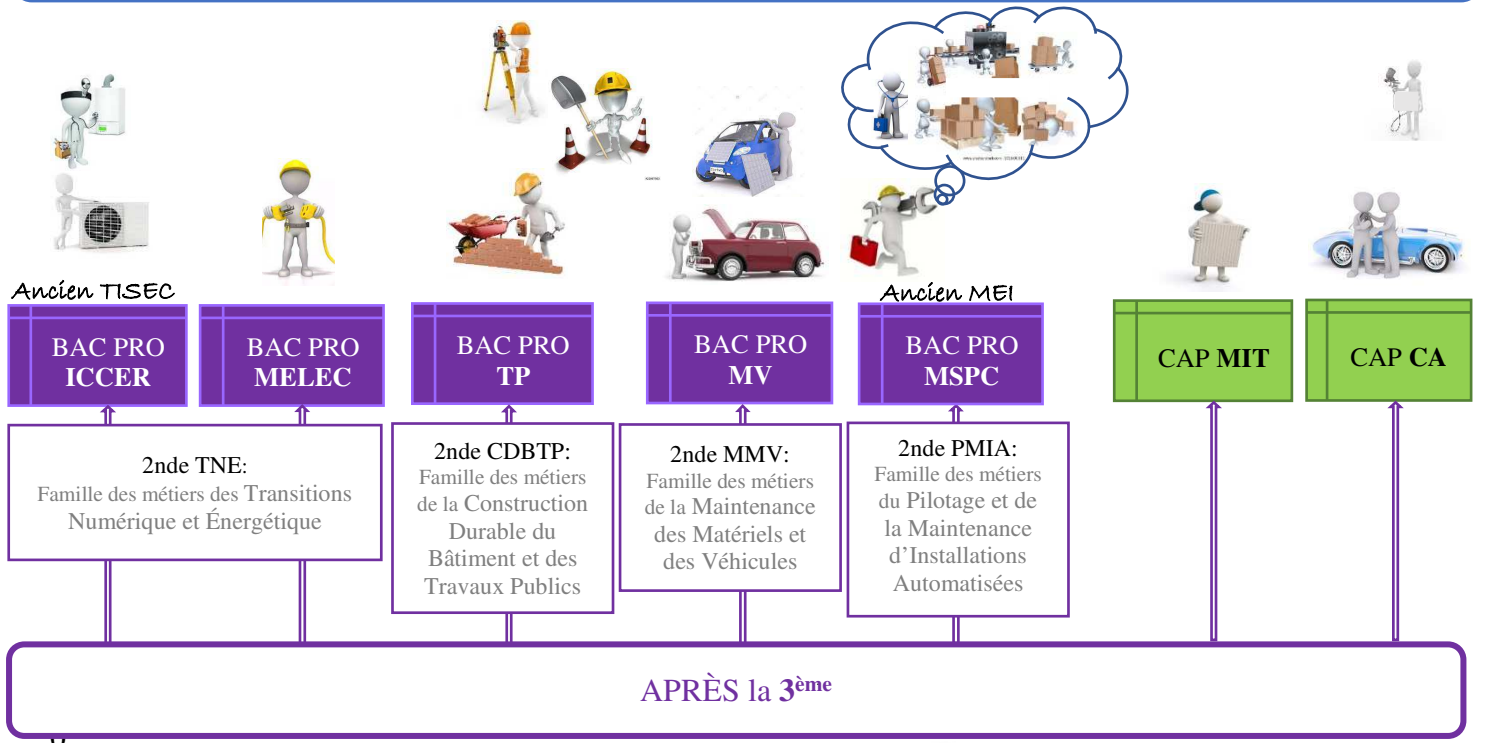 Ancien TISEC
Ancien MEI
BAC PRO
ICCER
BAC PRO
MELEC
BAC PRO
TP
BAC PRO
MV
BAC PRO
MSPC
CAP MIT
CAP CA
2nde TNE:
Famille des métiers des Transitions
Numérique et Énergétique
2nde CDBTP:
Famille des métiers
de la Construction
Durable du
Bâtiment et des
Travaux Publics
2nde MMV:
Famille des métiers
de la Maintenance
des Matériels et
des Véhicules
2nde PMIA:
Famille des métiers
du Pilotage et de
la Maintenance
d’Installations
Automatisées
APRÈS la 3ème